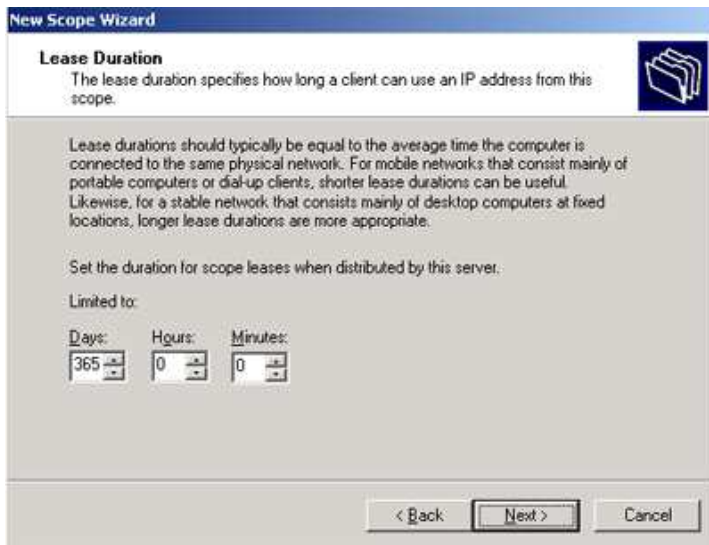 New Scope Wizard
Lease Duration
The lease duration specifies how long a client can use an IP address from this
scope.
Lease durations should typically be equal to the average time the computer is
connected to the same physical network. For mobile networks that consist mainly of
portable computers or dial-up clients, shorter lease durations can be useful.
Likewise, for a stable network that consists mainly of desktop computers at fixed
locations, longer lease durations are more appropriate.
Set the duration for scope leases when distributed by this server.
Limited to:
Days: Hours: Minutes:
365 0 0
< Back Next > Cancel